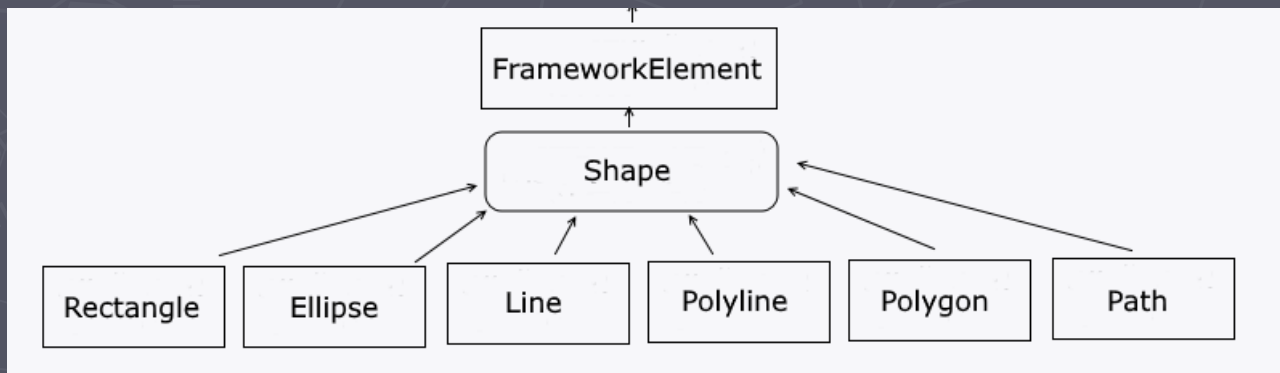 FrameworkElement
Shape
Rectangle
Ellipse
Line
Polyline
Polygon
Path